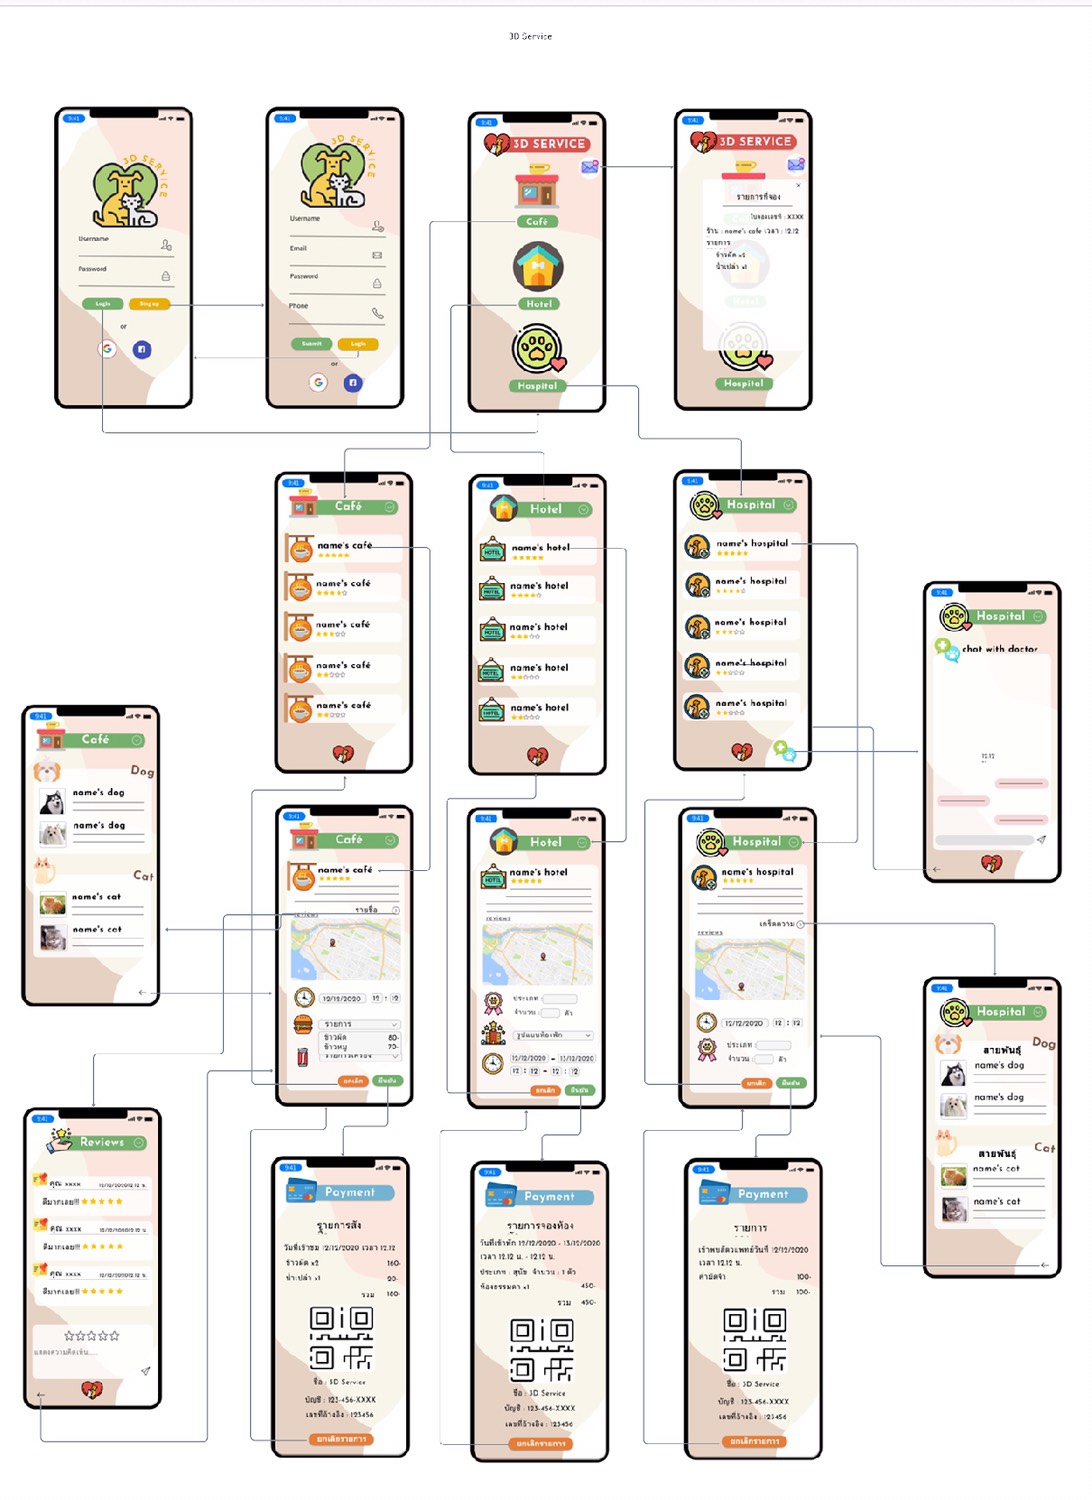 3D Service
9:41
3D SERVICE
Username
Password
Login
Sing up
or
9:41
3D SERVICE
Username
Email
Password
Phone
Submit
Login
or
9:41
3D SERVICE
Café
Hotel
Hospital
9:41
3D SERVICE
รายการที่จอง
ใบจองเลขที่ : XXXX
ร้าน : name's cafe เวลา : 12.12
รายการ
ข้าวผัด x2
น้ำเปล่า x1
Hotel
Hospital
9:41
Café
name's café
name's café
name's café
name's café
name's café
9:41
Hotel
name's hotel
name's hotel
name's hotel
name's hotel
name's hotel
9:41
Hospital
name's hospital
name's hospital
name's hospital
name's hospital
name's hospital
9:41
Hospital
chat with doctor
12.12
9:41
Café
Dog
name's dog
name's dog
Cat
name's cat
name's cat
9:41
Café
name's café
รายชื่อ
reviews
12/12/2020 12 : 12
รายการ
ข้าวผัด 80-
ข้าวหมู 70-
ยกเลิก ยืนยัน
9:41
Hotel
name's hotel
reviews
ประเภท :
จำนวน : ตัว
รูปแบบห้องพัก
12/12/2020 - 13/12/2020
12 : 12 - 12 : 12
ยกเลิก ยืนยัน
9:41
Hospital
name's hospital
เกร็ดความ
reviews
12/12/2020 12 : 12
ประเภท :
จำนวน : ตัว
ยกเลิก ยืนยัน
9:41
Hospital
Dog
สายพันธุ์
name's dog
name's dog
Cat
สายพันธุ์
name's cat
name's cat
9:41
Reviews
คุณ xxxx 12/12/2020 12.12 น.
ดีมากเลย!!!
คุณ xxxx 12/12/2020 12.12 น.
ดีมากเลย!!!
คุณ xxxx 12/12/2020 12.12 น.
ดีมากเลย!!!
แสดงความคิดเห็น.....
9:41
Payment
รายการสั่ง
วันที่เข้าชม 12/12/2020 เวลา 12.12
ข้าวผัด x2 160-
น้ำเปล่า x1 20-
รวม 180-
ชื่อ : 3D Service
บัญชี : 123-456-XXXX
เลขที่อ้างอิง : 123456
ยกเลิกรายการ
9:41
Payment
รายการจองห้อง
วันที่เข้าพัก 12/12/2020 - 13/12/2020
เวลา 12.12 น. - 12.12 น.
ประเภท : สุนัข จำนวน : 1 ตัว
ห้องธรรมดา x1 450-
รวม 450-
ชื่อ : 3D Service
บัญชี : 123-456-XXXX
เลขที่อ้างอิง : 123456
ยกเลิกรายการ
9:41
Payment
รายการ
เข้าพบสัตวแพทย์วันที่ 12/12/2020
เวลา 12.12 น.
ค่ามัดจำ 100-
รวม 100-
ชื่อ : 3D Service
บัญชี : 123-456-XXXX
เลขที่อ้างอิง : 123456
ยกเลิกรายการ